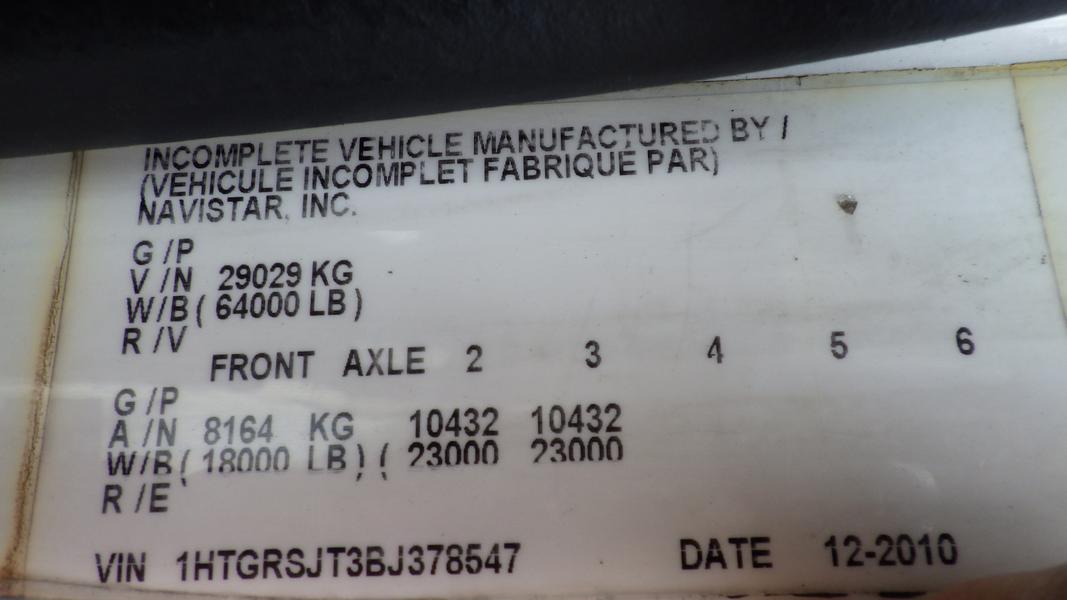 INCOMPLETE VEHICLE MANUFACTURED BY /
(VEHICULE INCOMPLET FABRIQUE PAR)
NAVISTAR, INC.
G /P
V /N 29029 KG
W/B ( 64000 LB )
R /V
FRONT AXLE 2 3 4 5 6
G /P
A /N 8164 KG 10432 10432
W/B ( 18000 LB ) ( 23000 23000
R /E
VIN 1HTGRSJT3BJ378547 DATE 12-2010